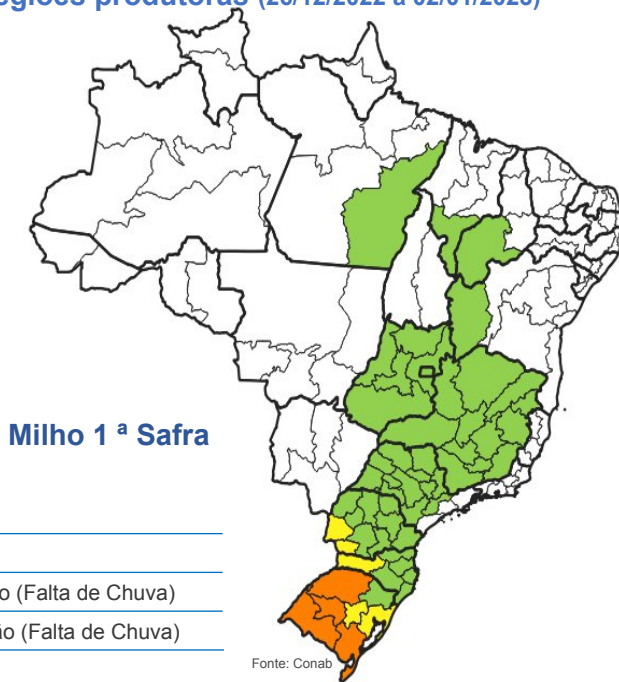 egiões produtoras (26/12/2022 a 02/01/2023)
Milho 1 ª Safra
o (Falta de Chuva)
ão (Falta de Chuva)
Fonte: Conab